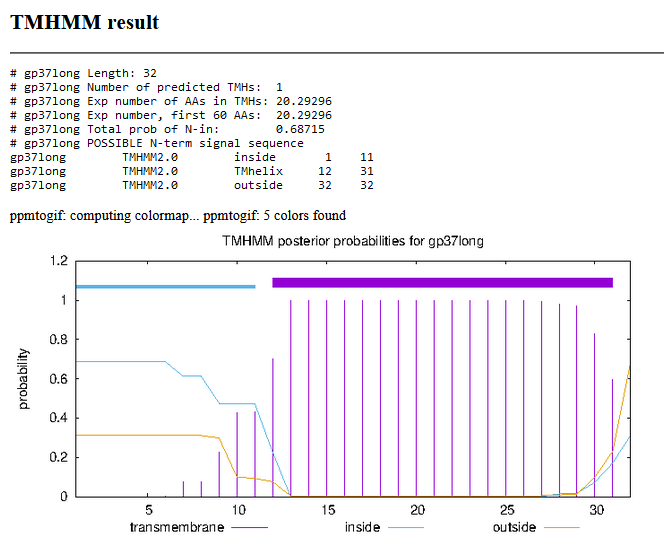 TMHMM result
# gp37long Length: 32
# gp37long Number of predicted TMHs:  1
# gp37long Exp number of AAs in TMHs: 20.29296
# gp37long Exp number, first 60 AAs:  20.29296
# gp37long Total prob of N-in:        0.68715
# gp37long POSSIBLE N-term signal sequence
gp37long        TMHMM2.0        inside       1    11
gp37long        TMHMM2.0        TMhelix     12    31
gp37long        TMHMM2.0        outside     32    32
ppmtogif: computing colormap... ppmtogif: 5 colors found
TMHMM posterior probabilities for gp37long
1.2
1
0.8
0.6
0.4
0.2
0
probability
5 10 15 20 25 30
transmembrane inside outside